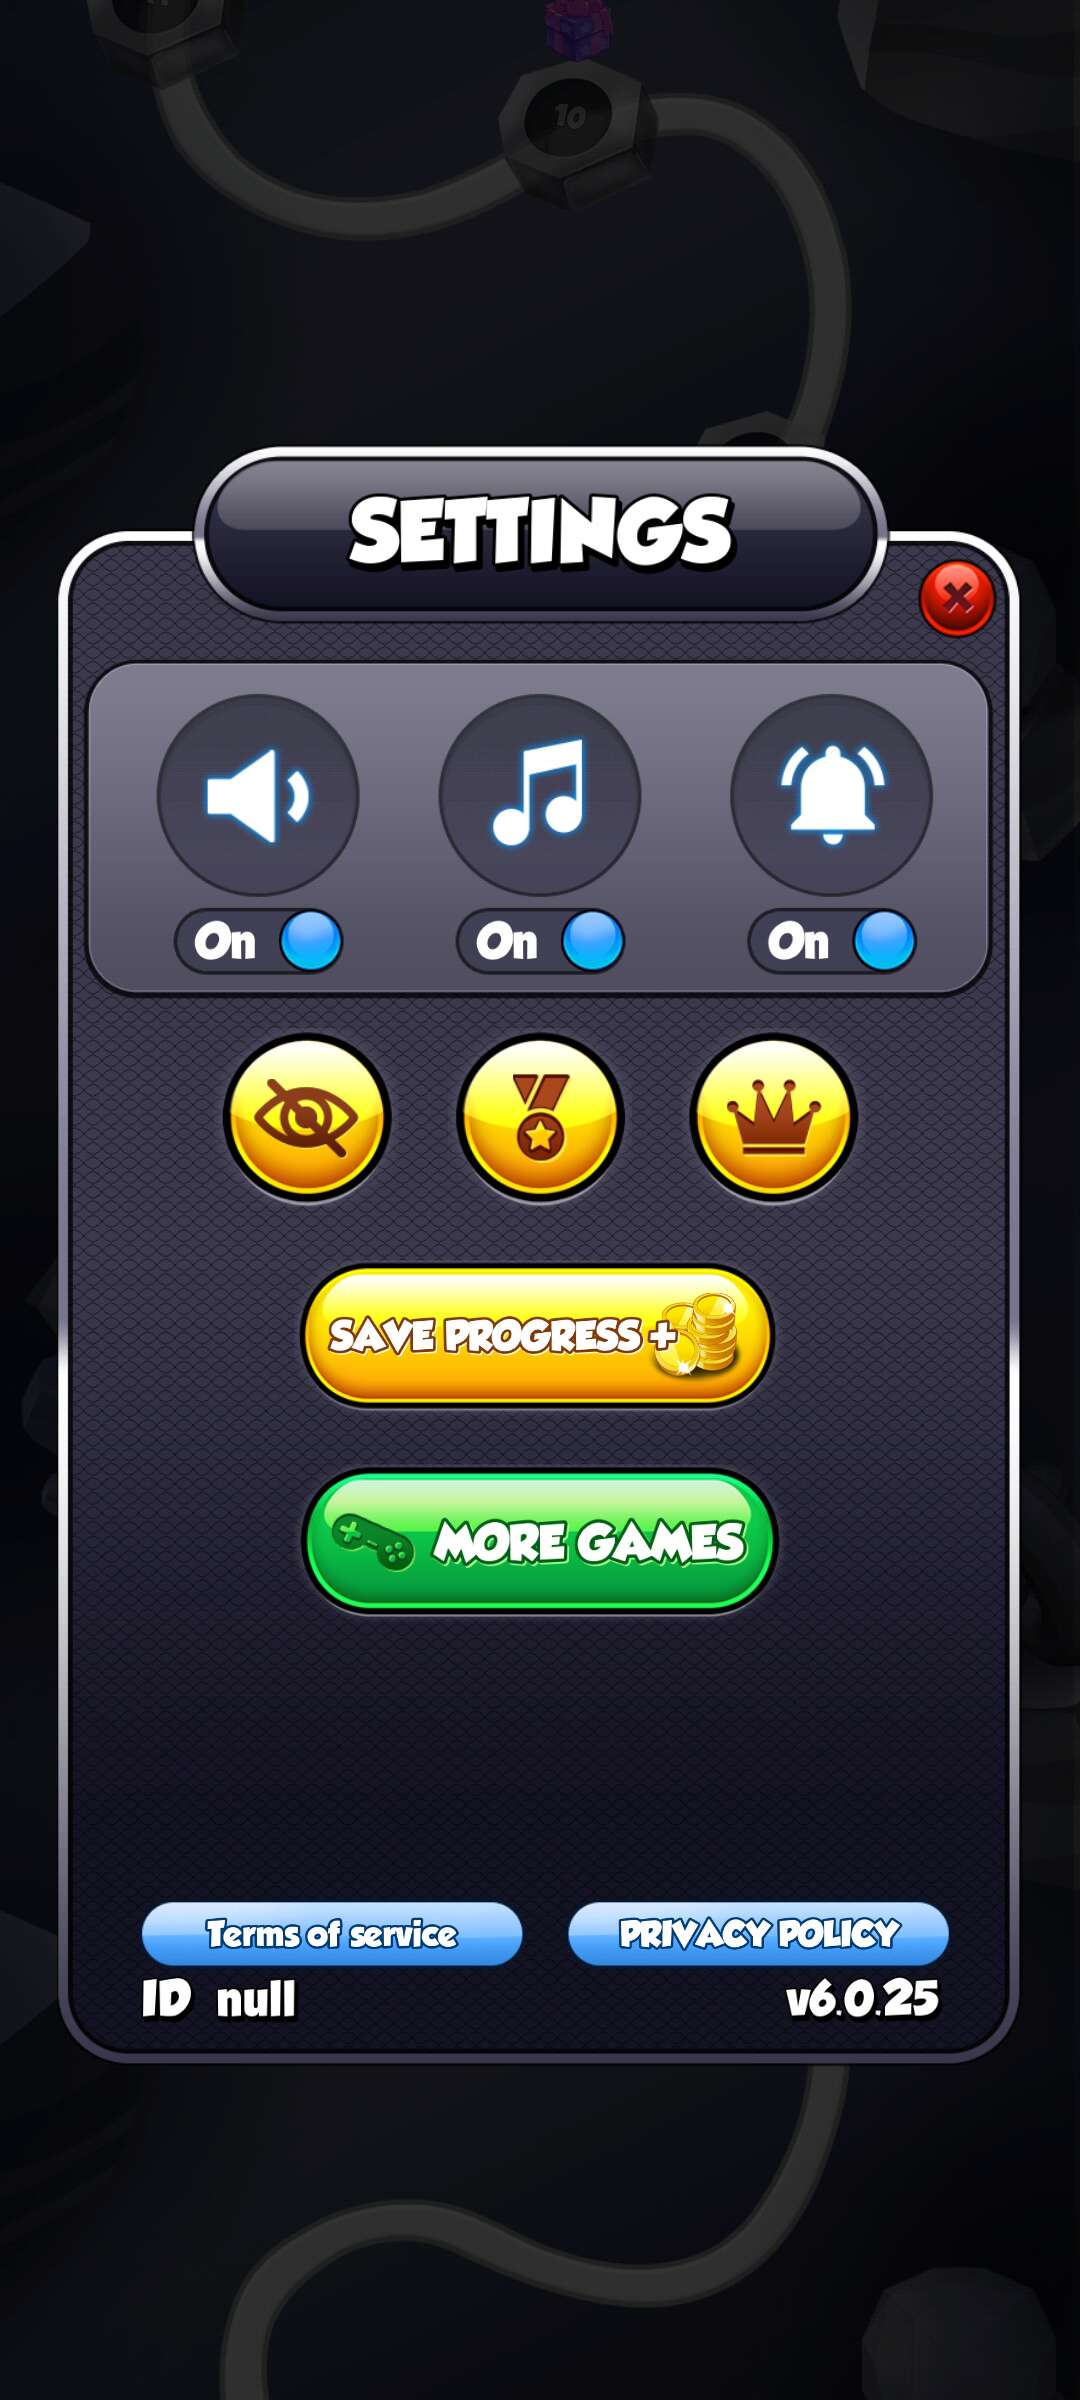 10
SETTINGS
On On On
SAVE PROGRESS +
MORE GAMES
Terms of service PRIVACY POLICY
ID null v6.0.25